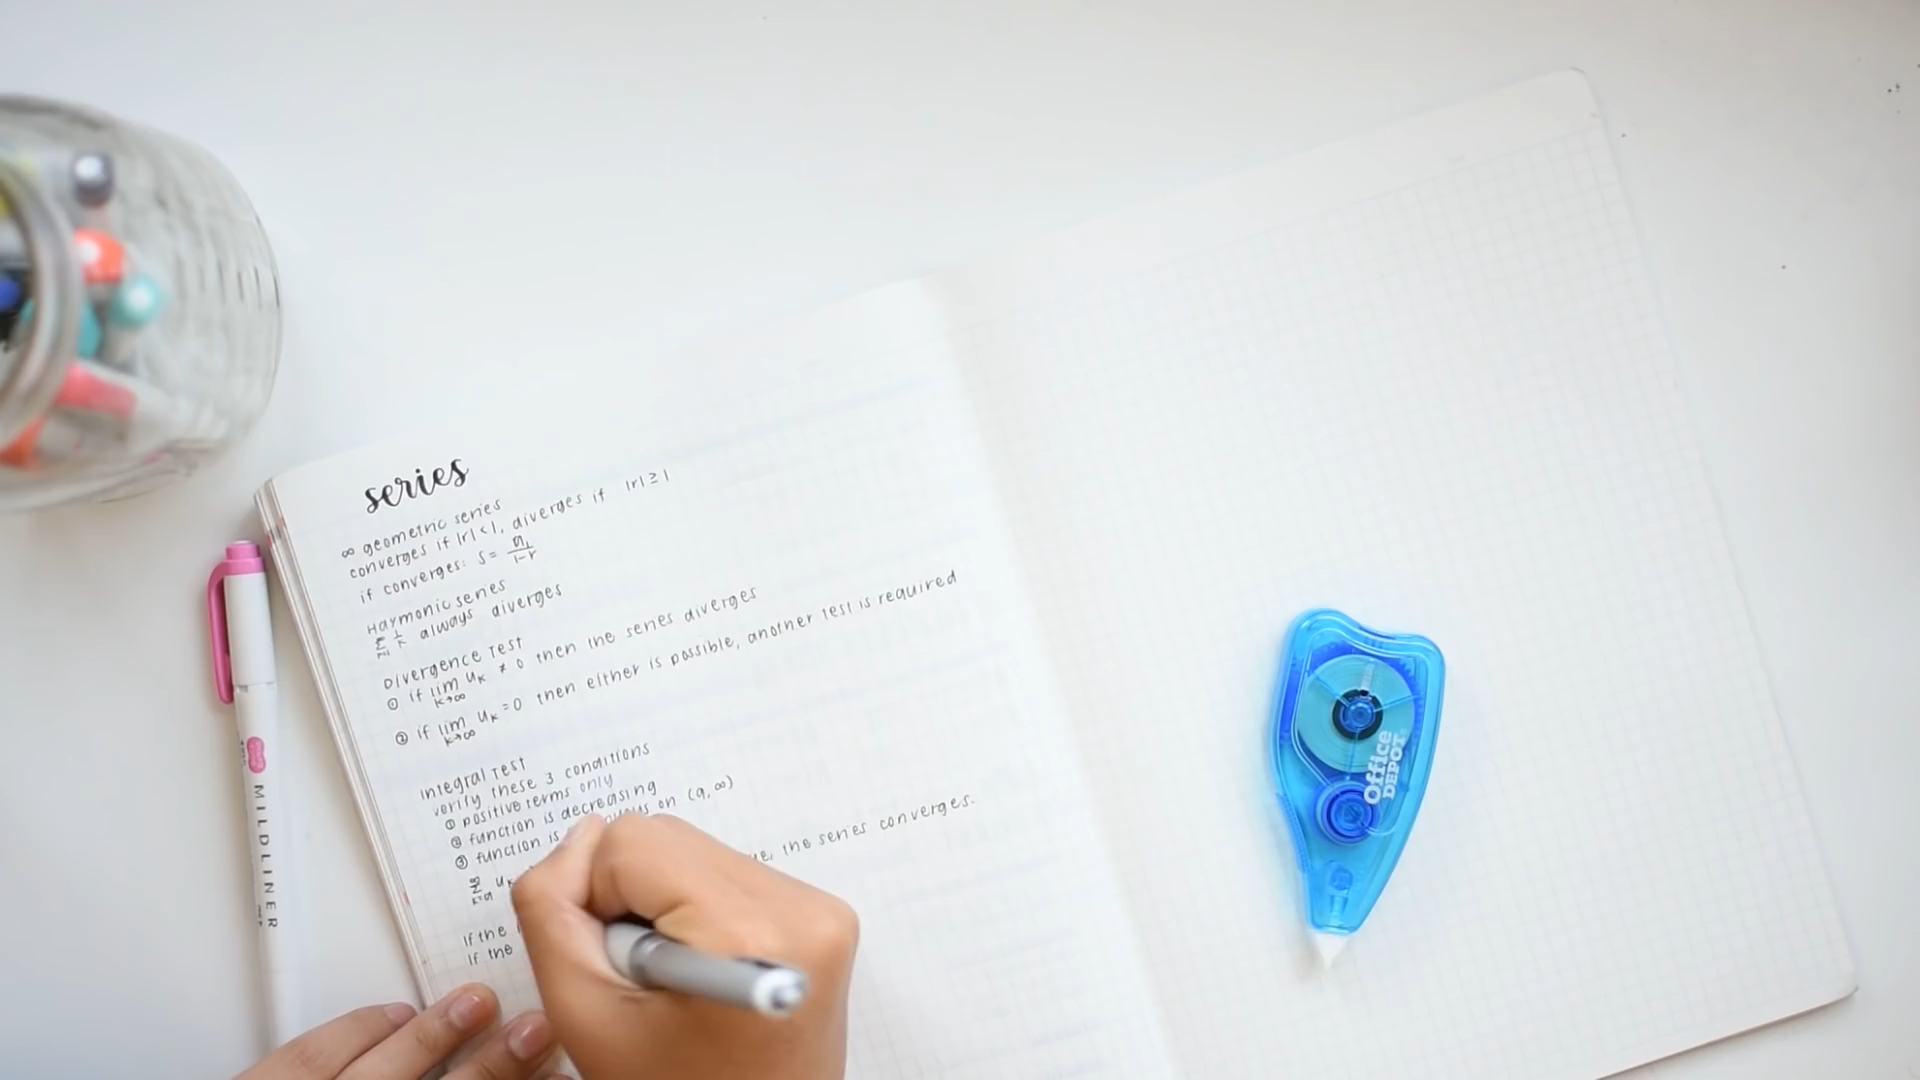 series
∞ geometric series
converges if |r| < 1, diverges if |r| ≥ 1
if converges: S = a₁/1-r
Harmonic series
∑ 1/k always diverges
Divergence Test
① if lim k→∞ uₖ ≠ 0 then the series diverges
② if lim k→∞ uₖ = 0 then either is possible, another test is required
Integral Test
verify these 3 conditions
① positive terms only
② function is decreasing
③ function is on (a, ∞)
∞ ∑ k=a uₖ the series converges.
If the
If the
MILDLINER
Office
DEPOT